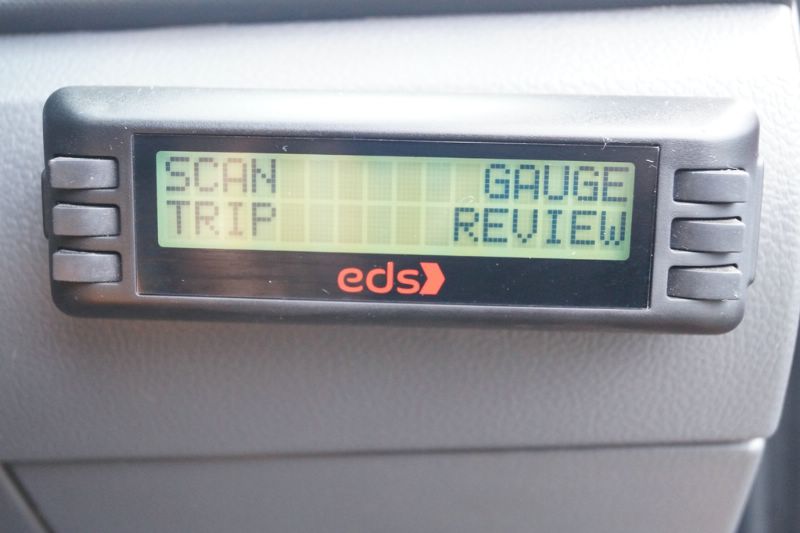 SCAN GAUGE
TRIP REVIEW
eds